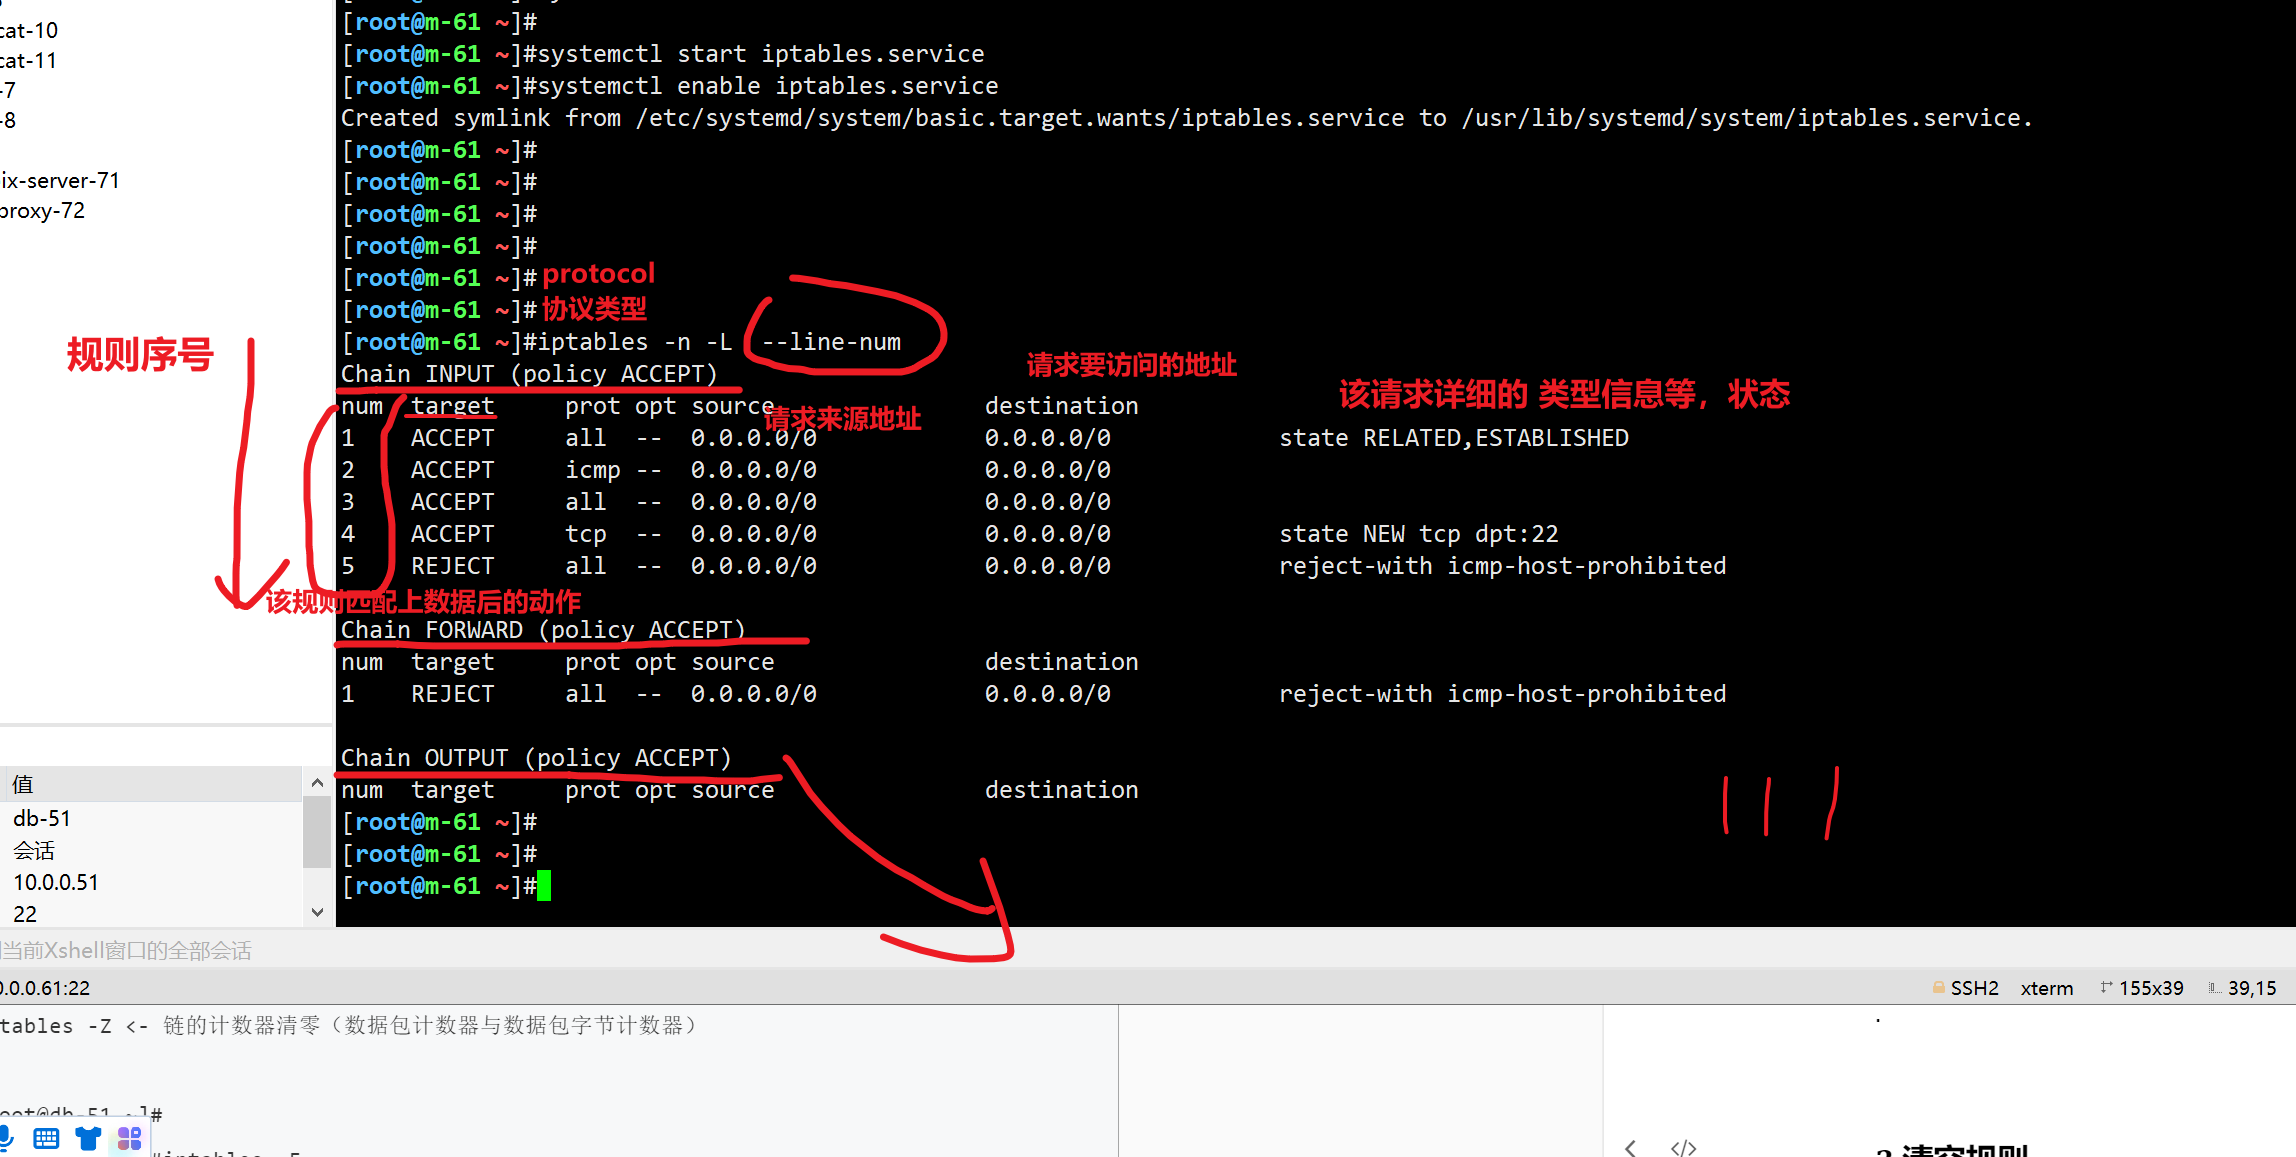 cat-10
cat-11
-7
-8
ix-server-71
proxy-72
[root@m-61 ~]#
[root@m-61 ~]#systemctl start iptables.service
[root@m-61 ~]#systemctl enable iptables.service
Created symlink from /etc/systemd/system/basic.target.wants/iptables.service to /usr/lib/systemd/system/iptables.service.
[root@m-61 ~]#
[root@m-61 ~]#
[root@m-61 ~]#
[root@m-61 ~]#
[root@m-61 ~]# protocol
[root@m-61 ~]# 协议类型
[root@m-61 ~]#iptables -n -L  --line-num
规则序号
请求要访问的地址
Chain INPUT (policy ACCEPT)
该请求详细的 类型信息等，状态
num  target     prot opt source               destination
请求来源地址
1    ACCEPT     all  --  0.0.0.0/0            0.0.0.0/0            state RELATED,ESTABLISHED
2    ACCEPT     icmp --  0.0.0.0/0            0.0.0.0/0
3    ACCEPT     all  --  0.0.0.0/0            0.0.0.0/0
4    ACCEPT     tcp  --  0.0.0.0/0            0.0.0.0/0            state NEW tcp dpt:22
5    REJECT     all  --  0.0.0.0/0            0.0.0.0/0            reject-with icmp-host-prohibited
该规则匹配上数据后的动作
Chain FORWARD (policy ACCEPT)
num  target     prot opt source               destination
1    REJECT     all  --  0.0.0.0/0            0.0.0.0/0            reject-with icmp-host-prohibited
Chain OUTPUT (policy ACCEPT)
num  target     prot opt source               destination
[root@m-61 ~]#
[root@m-61 ~]#
[root@m-61 ~]#
值
db-51
会话
10.0.0.51
22
当前Xshell窗口的全部会话
0.0.0.61:22
SSH2 xterm 155x39 39,15
tables -Z <- 链的计数器清零（数据包计数器与数据包字节计数器）
oot@db-51 ~]#